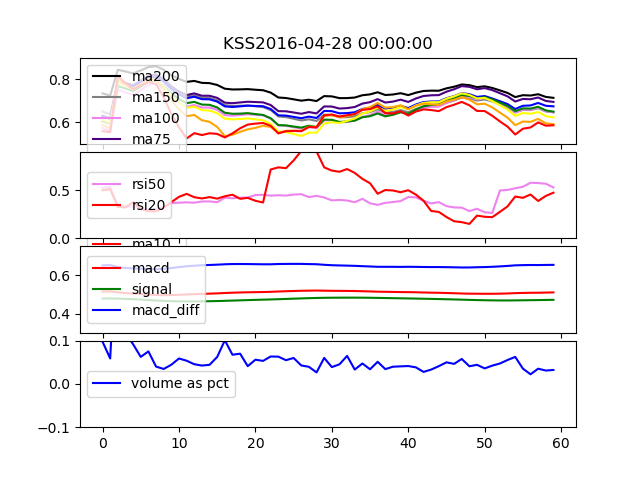 KSS2016-04-28 00:00:00
0.8
0.6
ma200
ma150
ma100
ma75
0.5
0.0
rsi50
rsi20
ma10
0.6
0.4
macd
signal
macd_diff
0.1
0.0
−0.1
volume as pct
0 10 20 30 40 50 60